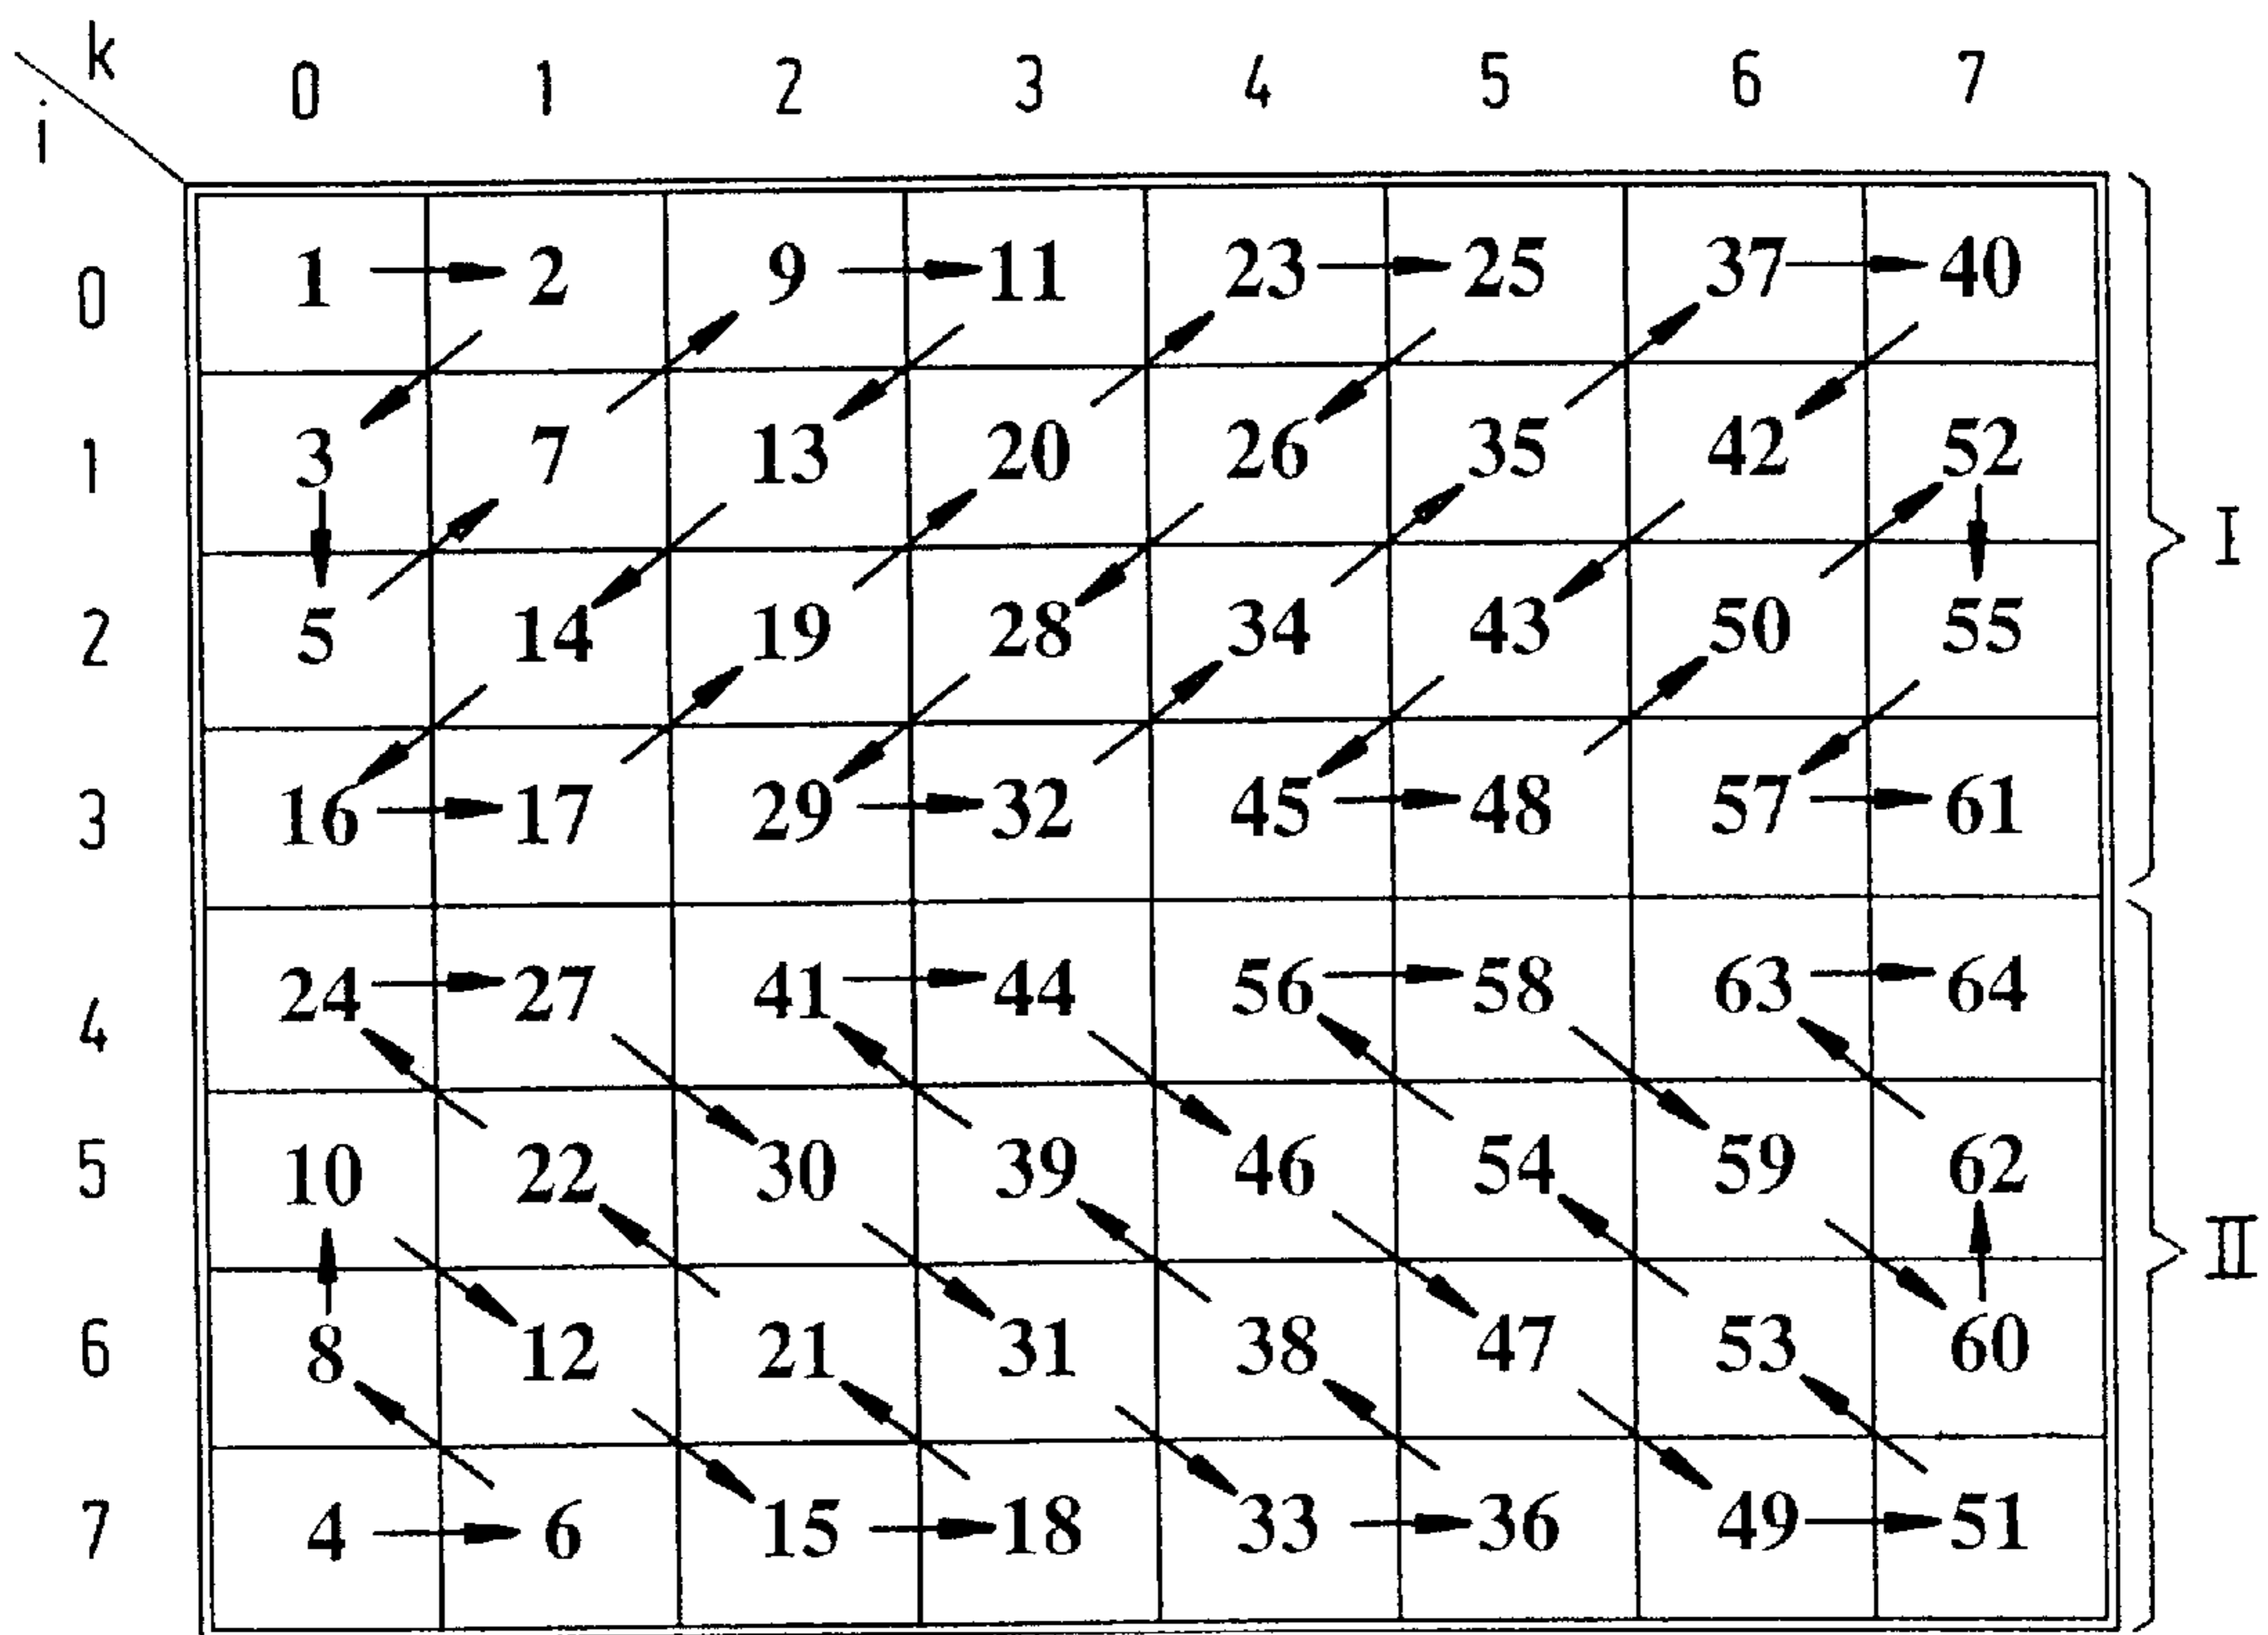 k
i
0 1 2 3 4 5 6 7
0 1 2 9 11 23 25 37 40
1 3 7 13 20 26 35 42 52
I
2 5 14 19 28 34 43 50 55
3 16 17 29 32 45 48 57 61
4 24 27 41 44 56 58 63 64
5 10 22 30 39 46 54 59 62
II
6 8 12 21 31 38 47 53 60
7 4 6 15 18 33 36 49 51